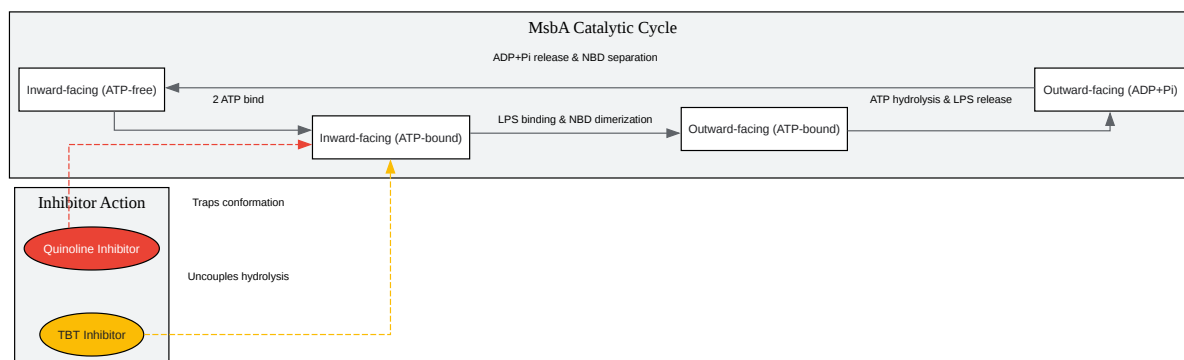 MsbA Catalytic Cycle
ADP+Pi release & NBD separation
Inward-facing (ATP-free)
Outward-facing (ADP+Pi)
2 ATP bind
ATP hydrolysis & LPS release
LPS binding & NBD dimerization
Inward-facing (ATP-bound)
Outward-facing (ATP-bound)
Inhibitor Action
Traps conformation
Quinoline Inhibitor
Uncouples hydrolysis
TBT Inhibitor